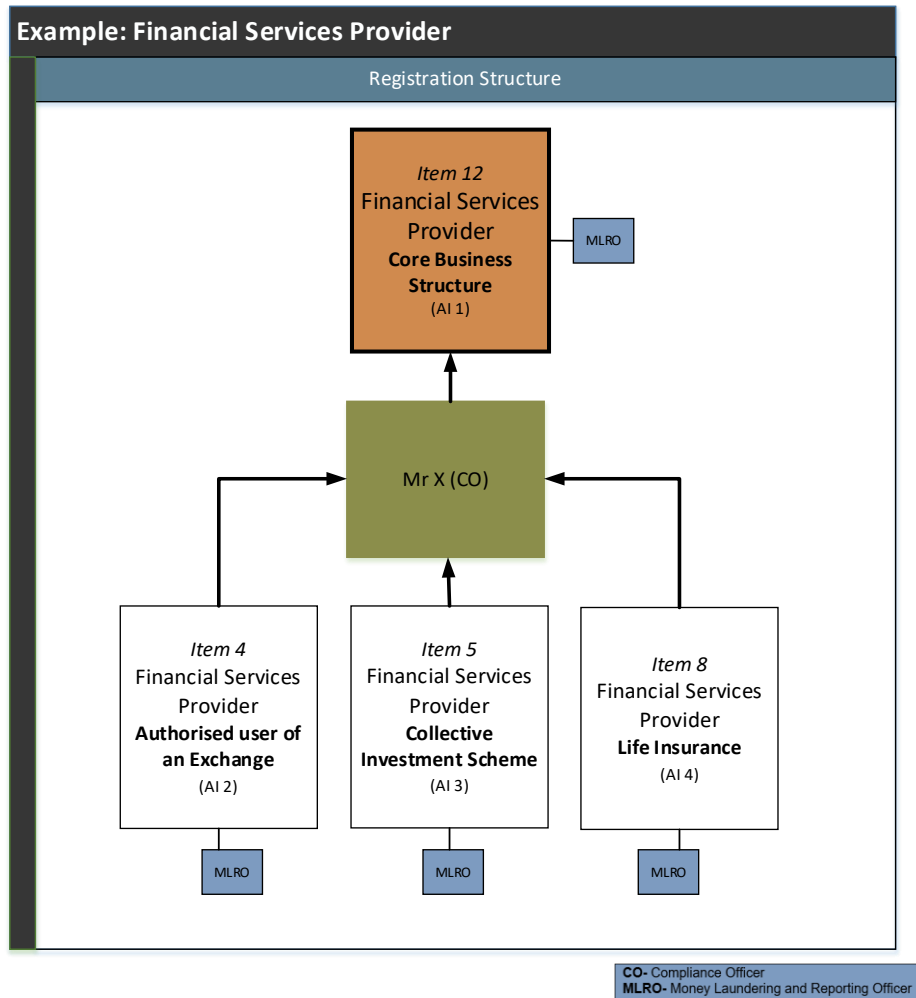 Example: Financial Services Provider
Registration Structure
Item 12
Financial Services
Provider
Core Business
Structure
(AI 1)
MLRO
Mr X (CO)
Item 4
Financial Services
Provider
Authorised user of
an Exchange
(AI 2)
MLRO
Item 5
Financial Services
Provider
Collective
Investment Scheme
(AI 3)
MLRO
Item 8
Financial Services
Provider
Life Insurance
(AI 4)
MLRO
CO- Compliance Officer
MLRO- Money Laundering and Reporting Officer